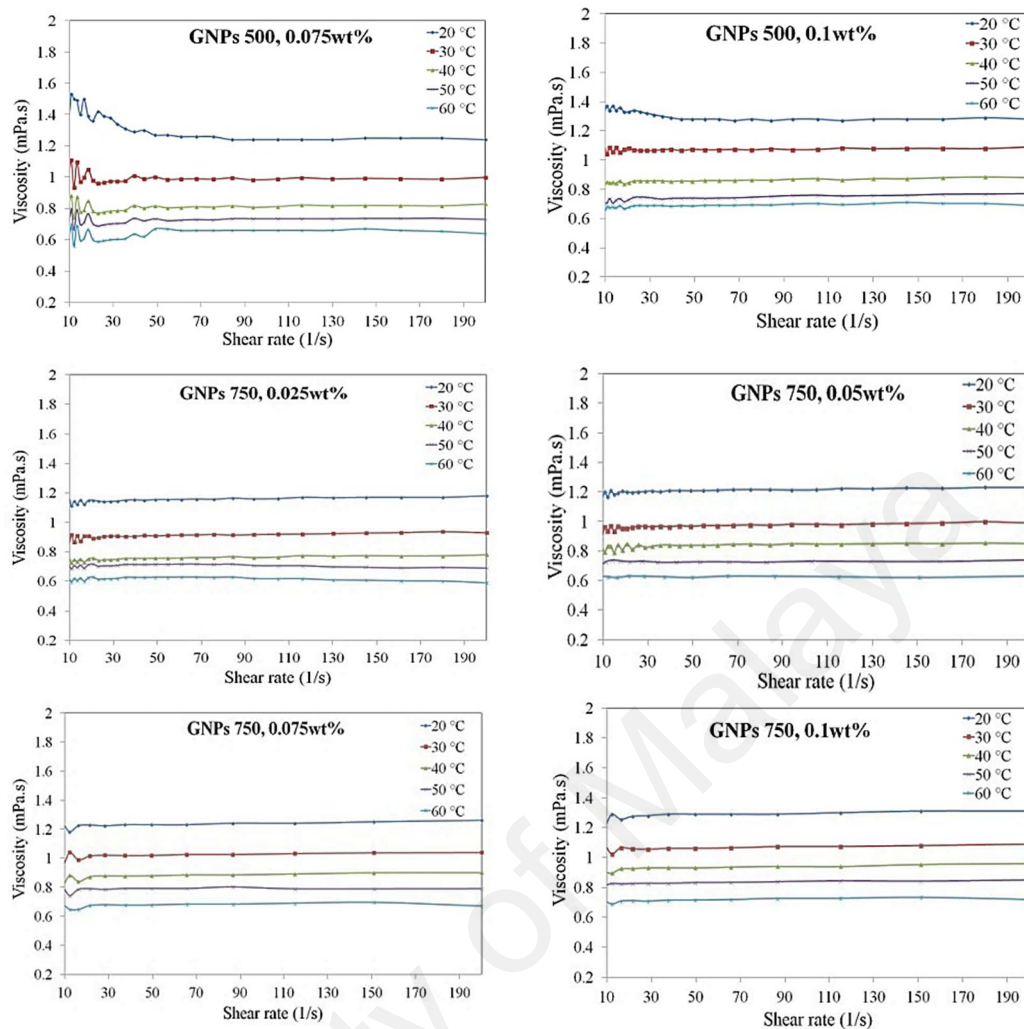 GNPs 500, 0.075wt%
20 °C
30 °C
40 °C
50 °C
60 °C
2
1.8
1.6
1.4
1.2
1
0.8
0.6
0.4
0.2
Viscosity (mPa.s)
10 30 50 70 90 110 130 150 170 190
Shear rate (1/s)
GNPs 500, 0.1wt%
20 °C
30 °C
40 °C
50 °C
60 °C
2
1.8
1.6
1.4
1.2
1
0.8
0.6
0.4
0.2
Viscosity (mPa.s)
10 30 50 70 90 110 130 150 170 190
Shear rate (1/s)
GNPs 750, 0.025wt%
20 °C
30 °C
40 °C
50 °C
60 °C
2
1.8
1.6
1.4
1.2
1
0.8
0.6
0.4
0.2
Viscosity (mPa.s)
10 30 50 70 90 110 130 150 170 190
Shear rate (1/s)
GNPs 750, 0.05wt%
20 °C
30 °C
40 °C
50 °C
60 °C
2
1.8
1.6
1.4
1.2
1
0.8
0.6
0.4
0.2
Viscosity (mPa.s)
10 30 50 70 90 110 130 150 170 190
Shear rate (1/s)
GNPs 750, 0.075wt%
20 °C
30 °C
40 °C
50 °C
60 °C
2
1.8
1.6
1.4
1.2
1
0.8
0.6
0.4
0.2
Viscosity (mPa.s)
10 30 50 70 90 110 130 150 170 190
Shear rate (1/s)
GNPs 750, 0.1wt%
20 °C
30 °C
40 °C
50 °C
60 °C
2
1.8
1.6
1.4
1.2
1
0.8
0.6
0.4
0.2
Viscosity (mPa.s)
10 30 50 70 90 110 130 150 170 190
Shear rate (1/s)
of Malaya